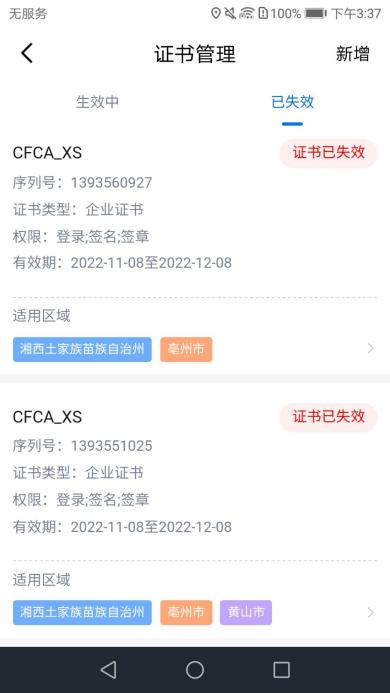 无服务 100% 下午3:37
证书管理 新增
生效中 已失效
CFCA_XS 证书已失效
序列号：1393560927
证书类型：企业证书
权限：登录;签名;签章
有效期：2022-11-08至2022-12-08
适用区域
湘西土家族苗族自治州 亳州市
CFCA_XS 证书已失效
序列号：1393551025
证书类型：企业证书
权限：登录;签名;签章
有效期：2022-11-08至2022-12-08
适用区域
湘西土家族苗族自治州 亳州市 黄山市